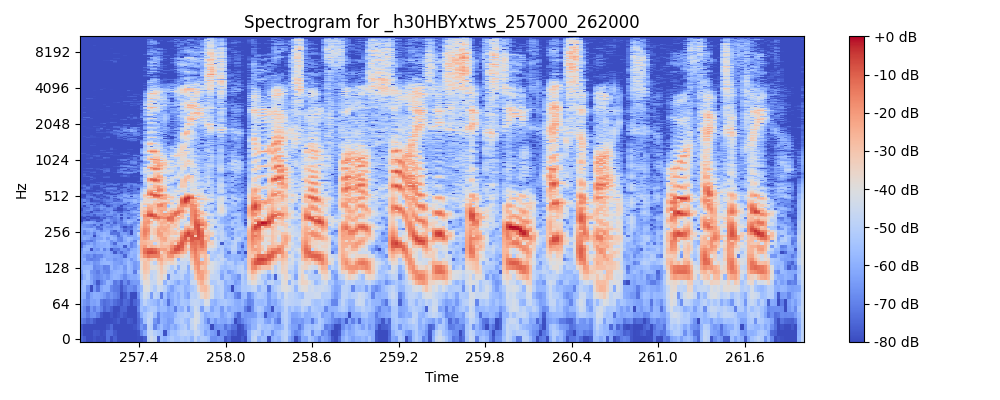 Spectrogram for _h30HBYxtws_257000_262000
8192
4096
2048
1024
512
256
128
64
0
Hz
257.4 258.0 258.6 259.2 259.8 260.4 261.0 261.6
Time
+0 dB
-10 dB
-20 dB
-30 dB
-40 dB
-50 dB
-60 dB
-70 dB
-80 dB